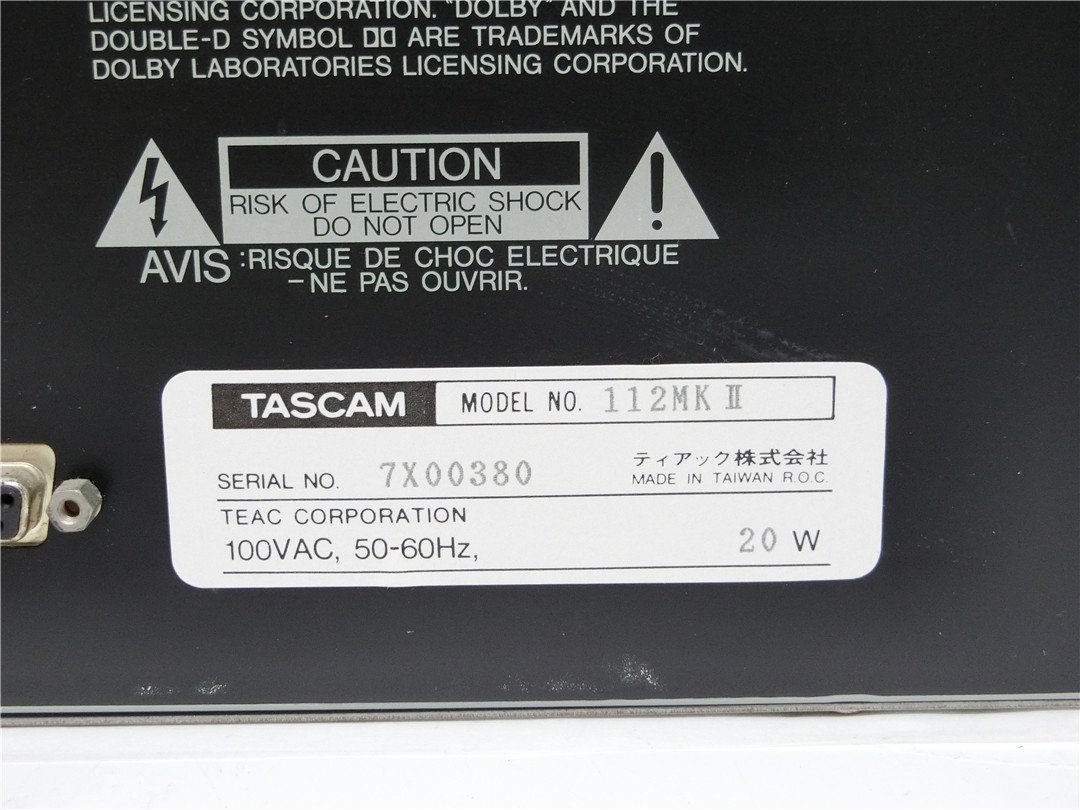 LICENSING CORPORATION. "DOLBY" AND THE
DOUBLE-D SYMBOL DD ARE TRADEMARKS OF
DOLBY LABORATORIES LICENSING CORPORATION.
CAUTION
RISK OF ELECTRIC SHOCK
DO NOT OPEN
AVIS :RISQUE DE CHOC ELECTRIQUE
–NE PAS OUVRIR.
TASCAM MODEL NO. 112MKⅡ
SERIAL NO. 7X00380
ティアック株式会社
MADE IN TAIWAN R.O.C.
TEAC CORPORATION
100VAC, 50-60Hz, 20 W